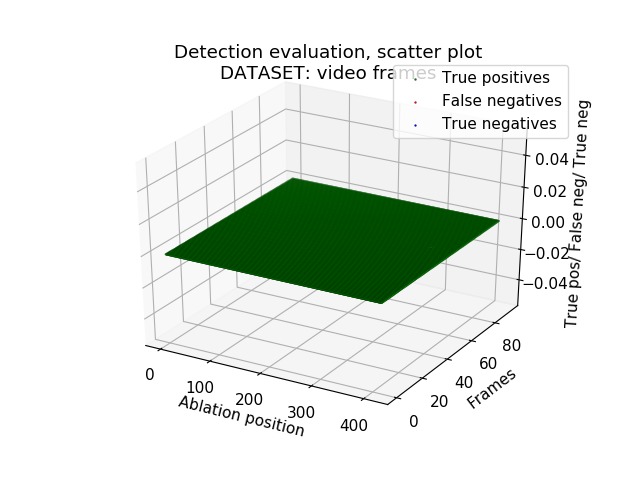 Detection evaluation, scatter plot
DATASET: video frames
True positives
False negatives
True negatives
0.04
0.02
0.00
−0.02
−0.04
True pos/ False neg/ True neg
0
20
40
60
80
Frames
0
100
200
300
400
Ablation position